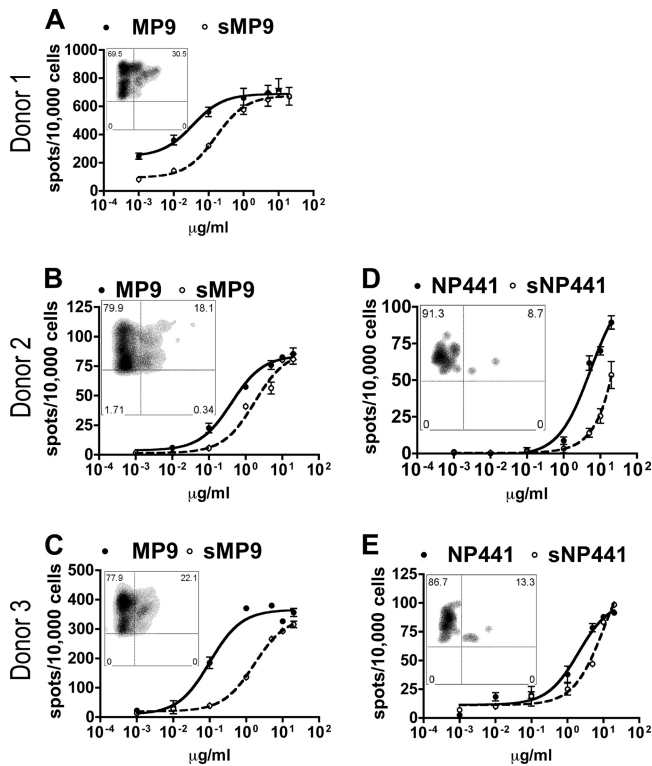 A
MP9 sMP9
Donor 1
spots/10,000 cells
1000
800
600
400
200
0
69.5 30.5
0 0
10⁻⁴ 10⁻³ 10⁻² 10⁻¹ 10⁰ 10¹ 10²
µg/ml
B
MP9 sMP9
Donor 2
spots/10,000 cells
125
100
75
50
25
0
79.9 18.1
1.71 0.34
10⁻⁴ 10⁻³ 10⁻² 10⁻¹ 10⁰ 10¹ 10²
µg/ml
D
NP441 sNP441
spots/10,000 cells
100
75
50
25
0
91.3 8.7
0 0
10⁻⁴ 10⁻³ 10⁻² 10⁻¹ 10⁰ 10¹ 10²
µg/ml
C
MP9 sMP9
Donor 3
spots/10,000 cells
500
400
300
200
100
0
77.9 22.1
0 0
10⁻⁴ 10⁻³ 10⁻² 10⁻¹ 10⁰ 10¹ 10²
µg/ml
E
NP441 sNP441
spots/10,000 cells
125
100
75
50
25
0
86.7 13.3
0 0
10⁻⁴ 10⁻³ 10⁻² 10⁻¹ 10⁰ 10¹ 10²
µg/ml